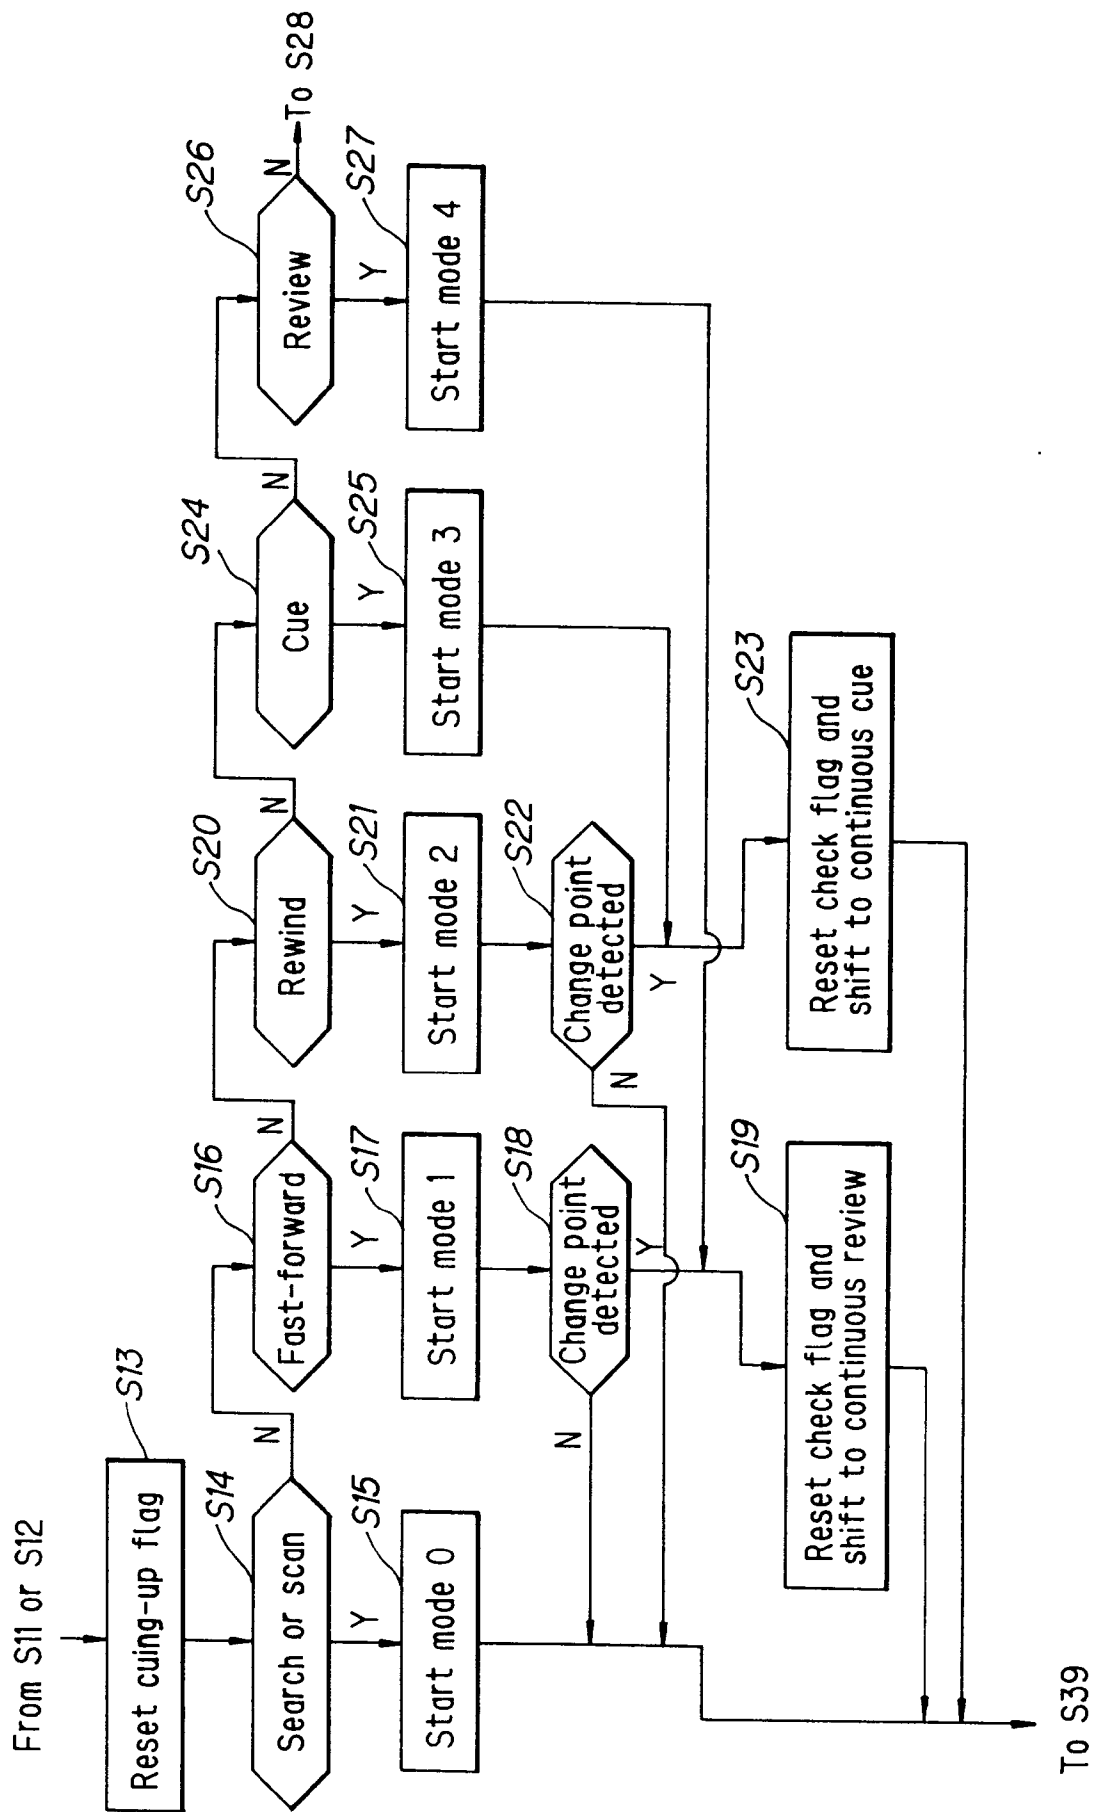 From S11 or S12
Reset cuing-up flag
S13
Search or scan
S14
N
Y
Start mode 0
S15
Fast-forward
S16
N
Y
Start mode 1
S17
Change point
detected
S18
N
Y
Reset check flag and
shift to continuous review
S19
Rewind
S20
N
Y
Start mode 2
S21
Change point
detected
S22
N
Y
Reset check flag and
shift to continuous cue
S23
Cue
S24
N
Y
Start mode 3
S25
Review
S26
N
To S28
Y
Start mode 4
S27
To S39